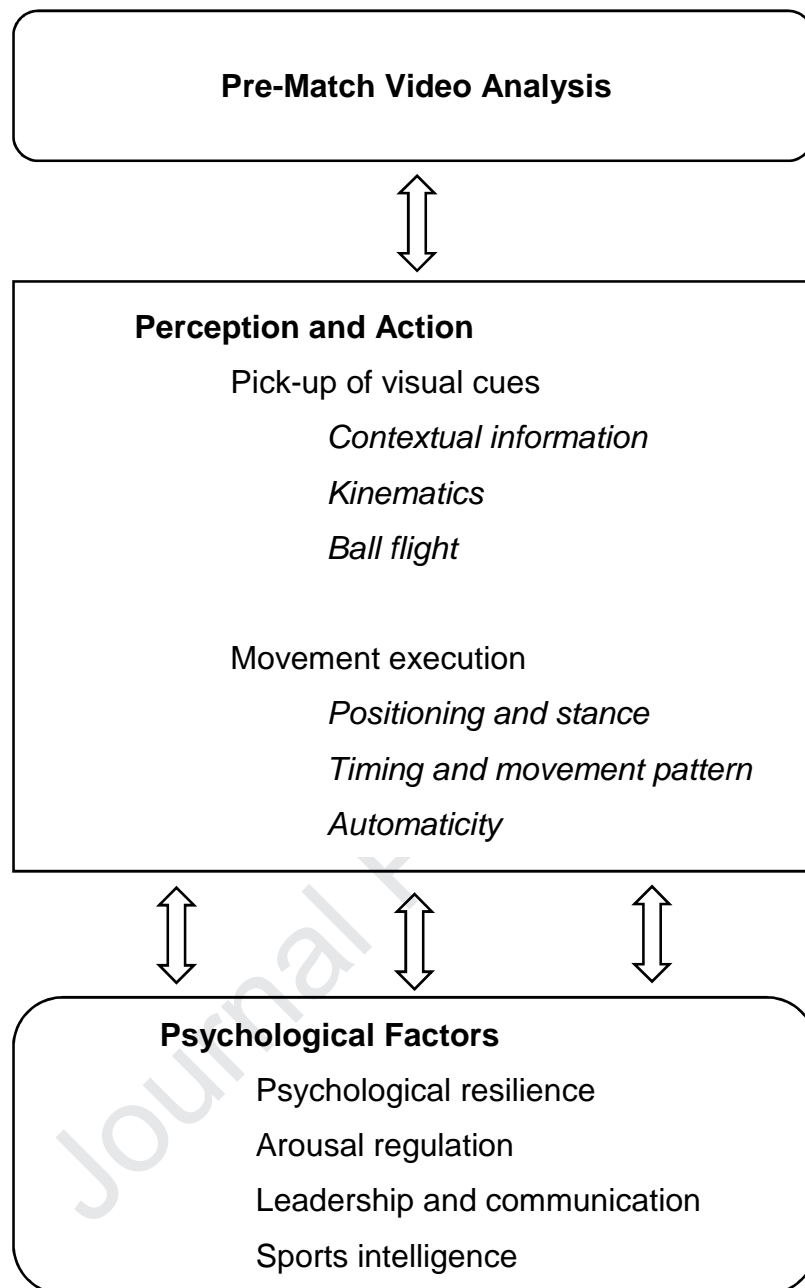 Pre-Match Video Analysis
Perception and Action
Pick-up of visual cues
Contextual information
Kinematics
Ball flight
Movement execution
Positioning and stance
Timing and movement pattern
Automaticity
Journal
Psychological Factors
Psychological resilience
Arousal regulation
Leadership and communication
Sports intelligence